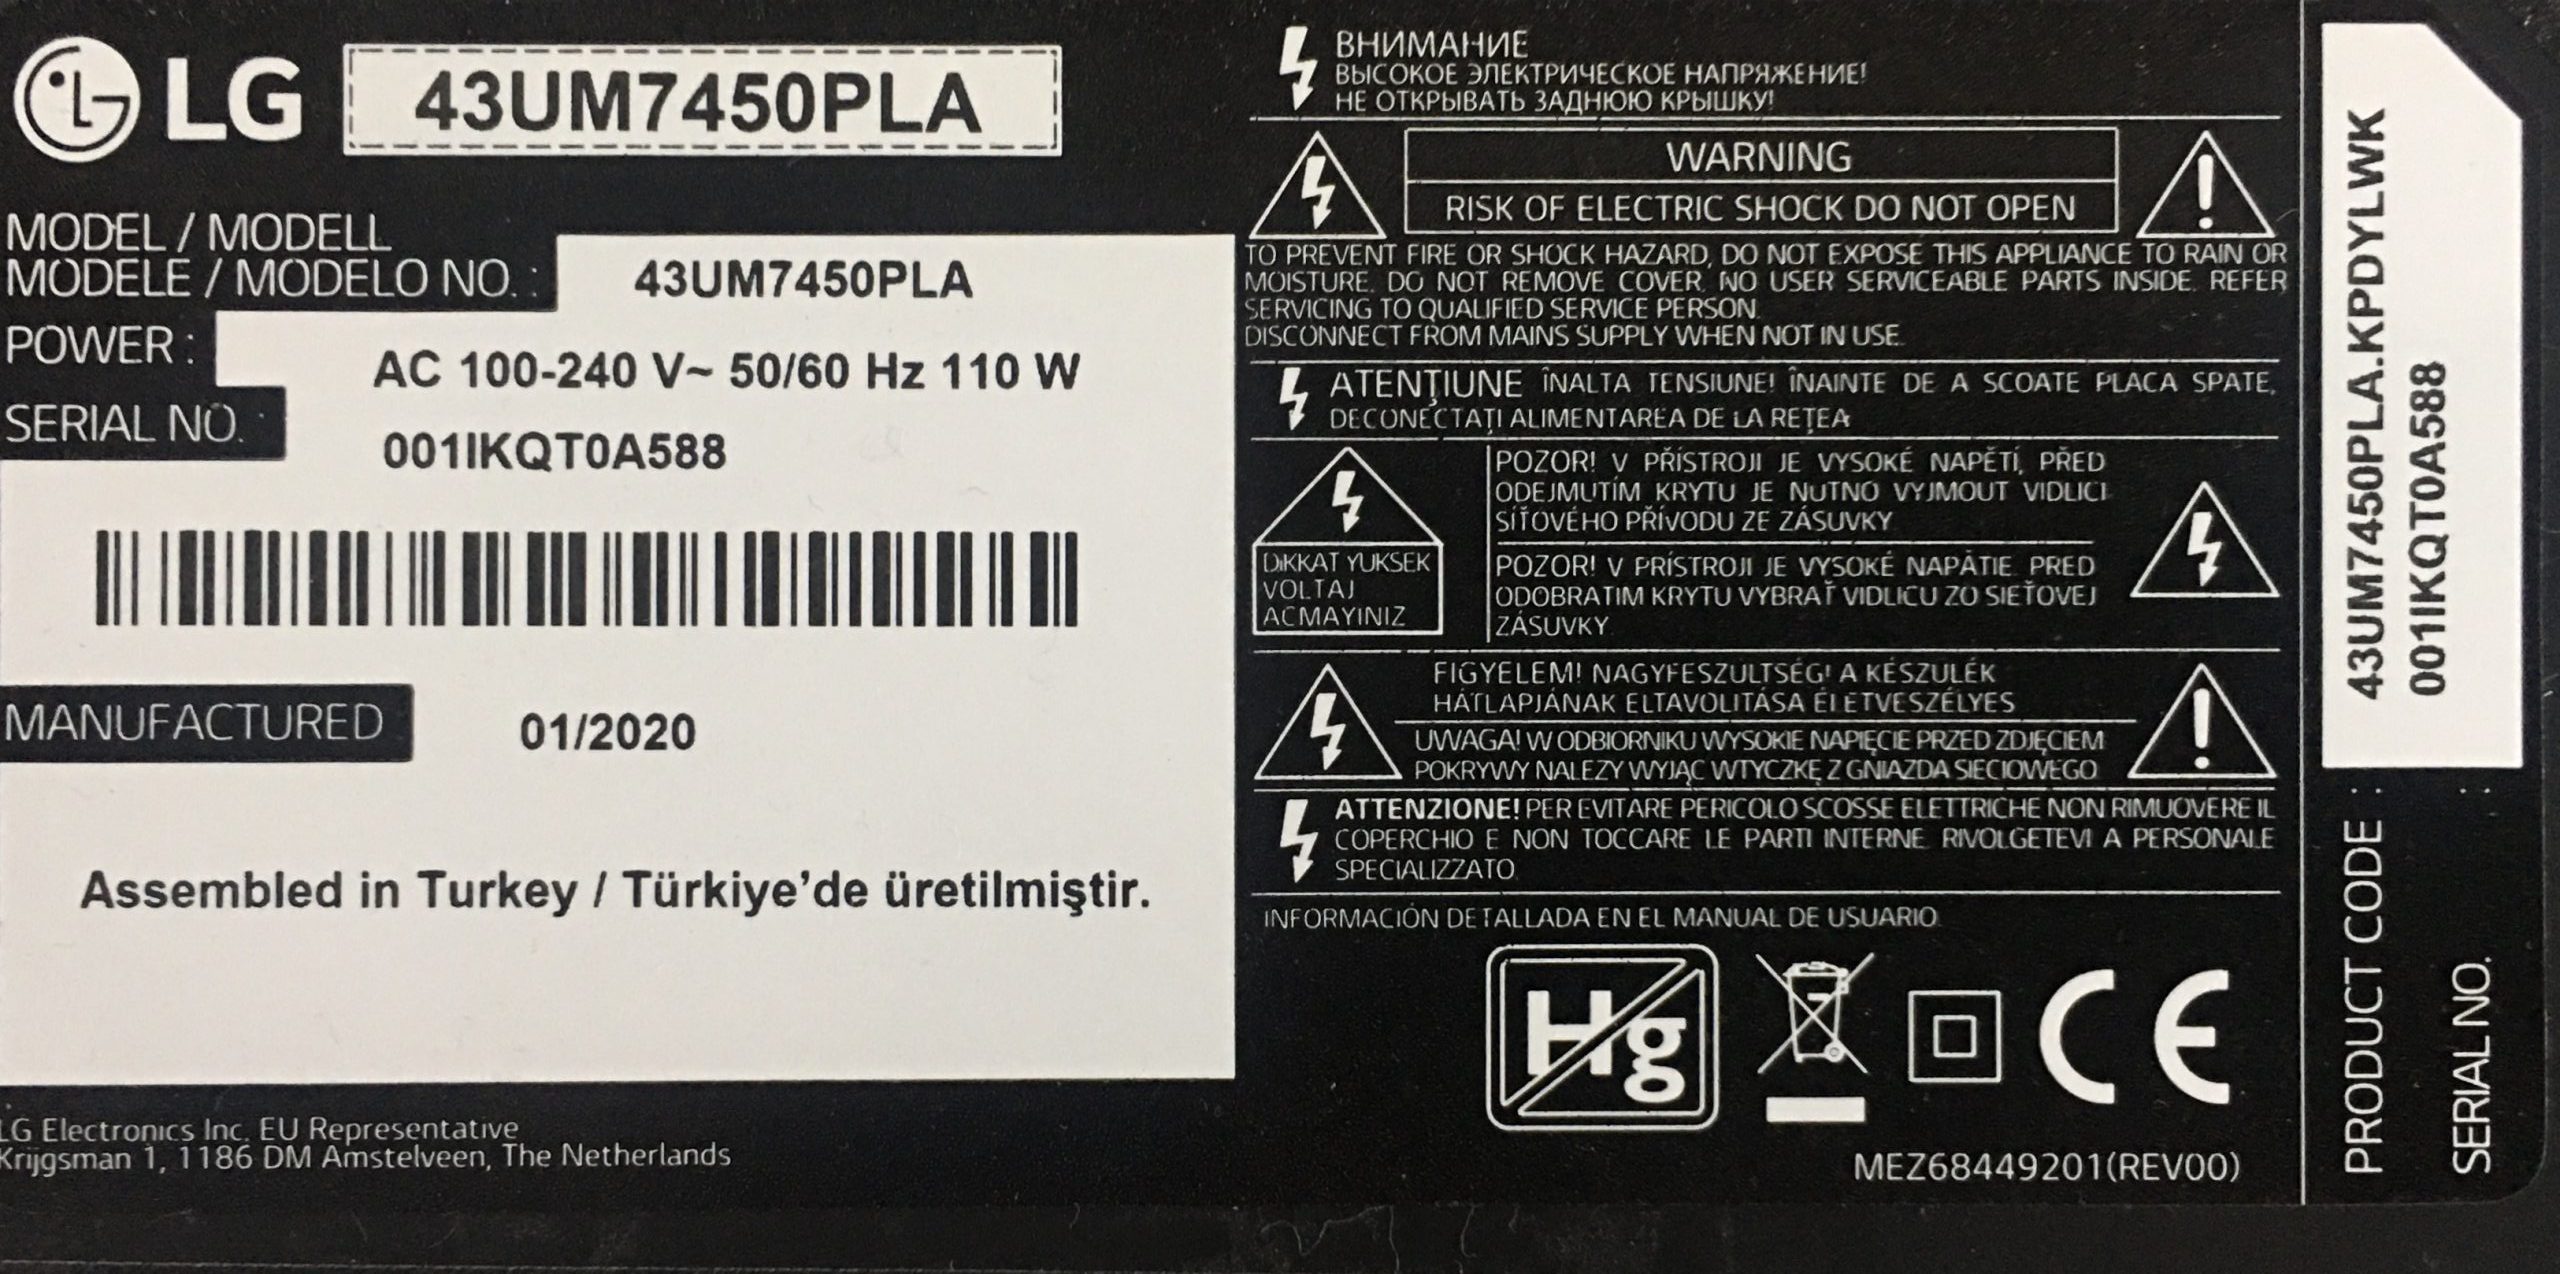 LG 43UM7450PLA
MODEL / MODELL
MODELE / MODELO NO. : 43UM7450PLA
POWER : AC 100-240 V~ 50/60 Hz 110 W
SERIAL NO. : 001IKQT0A588
MANUFACTURED 01/2020
Assembled in Turkey / Türkiye’de üretilmiştir.
LG Electronics Inc. EU Representative
Krijgsman 1, 1186 DM Amstelveen, The Netherlands
ВНИМАНИЕ
ВЫСОКОЕ ЭЛЕКТРИЧЕСКОЕ НАПРЯЖЕНИЕ!
НЕ ОТКРЫВАТЬ ЗАДНЮЮ КРЫШКУ!
WARNING
RISK OF ELECTRIC SHOCK DO NOT OPEN
TO PREVENT FIRE OR SHOCK HAZARD, DO NOT EXPOSE THIS APPLIANCE TO RAIN OR
MOISTURE. DO NOT REMOVE COVER. NO USER SERVICEABLE PARTS INSIDE. REFER
SERVICING TO QUALIFIED SERVICE PERSON.
DISCONNECT FROM MAINS SUPPLY WHEN NOT IN USE.
ATENȚIUNE ÎNALTA TENSIUNE! ÎNAINTE DE A SCOATE PLACA SPATE,
DECONECTAȚI ALIMENTAREA DE LA REȚEA
DIKKAT YUKSEK
VOLTAJ
ACMAYINIZ
POZOR! V PŘÍSTROJI JE VYSOKÉ NAPĚTÍ, PŘED
ODEJMUTÍM KRYTU JE NUTNO VYJMOUT VIDLICI
SÍŤOVÉHO PŘÍVODU ZE ZÁSUVKY.
POZOR! V PRÍSTROJI JE VYSOKÉ NAPÄTIE. PRED
ODOBRATIM KRYTU VYBRAŤ VIDLICU ZO SIEŤOVEJ
ZÁSUVKY.
FIGYELEM! NAGYFESZULTSÉG! A KÉSZULÉK
HÁTLAPJÁNAK ELTAVOLITÁSA ÉLETVESZÉLYES
UWAGA! W ODBIORNIKU WYSOKIE NAPIĘCIE PRZED ZDJĘCIEM
POKRYWY NALEZY WYJĄC WTYCZKĘ Z GNIAZDA SIECIOWEGO.
ATTENZIONE! PER EVITARE PERICOLO SCOSSE ELETTRICHE NON RIMUOVERE IL
COPERCHIO E NON TOCCARE LE PARTI INTERNE. RIVOLGETEVI A PERSONALE
SPECIALIZZATO.
INFORMACIÓN DETALLADA EN EL MANUAL DE USUARIO.
Hg
CE
MEZ68449201(REV00)
PRODUCT CODE : 43UM7450PLA.KPDYLWK
SERIAL NO. : 001IKQT0A588